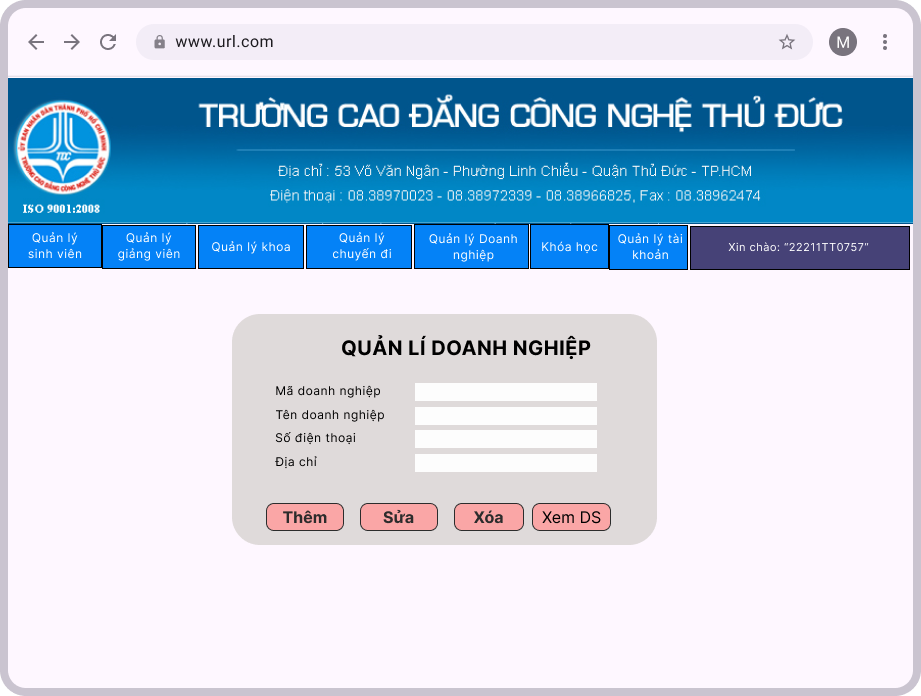 www.url.com
M
TRƯỜNG CAO ĐẲNG CÔNG NGHỆ THỦ ĐỨC
Địa chỉ : 53 Võ Văn Ngân - Phường Linh Chiểu - Quận Thủ Đức - TP.HCM
Điện thoại : 08.38970023 - 08.38972339 - 08.38966825, Fax : 08.38962474
ỦY BAN NHÂN DÂN THÀNH PHỐ HỒ CHÍ MINH
TDC
TRƯỜNG CAO ĐẲNG CÔNG NGHỆ THỦ ĐỨC
ISO 9001:2008
Quản lý
sinh viên
Quản lý
giảng viên
Quản lý khoa
Quản lý
chuyến đi
Quản lý Doanh
nghiệp
Khóa học
Quản lý tài
khoản
Xin chào: "22211TT0757"
QUẢN LÍ DOANH NGHIỆP
Mã doanh nghiệp
Tên doanh nghiệp
Số điện thoại
Địa chỉ
Thêm
Sửa
Xóa
Xem DS